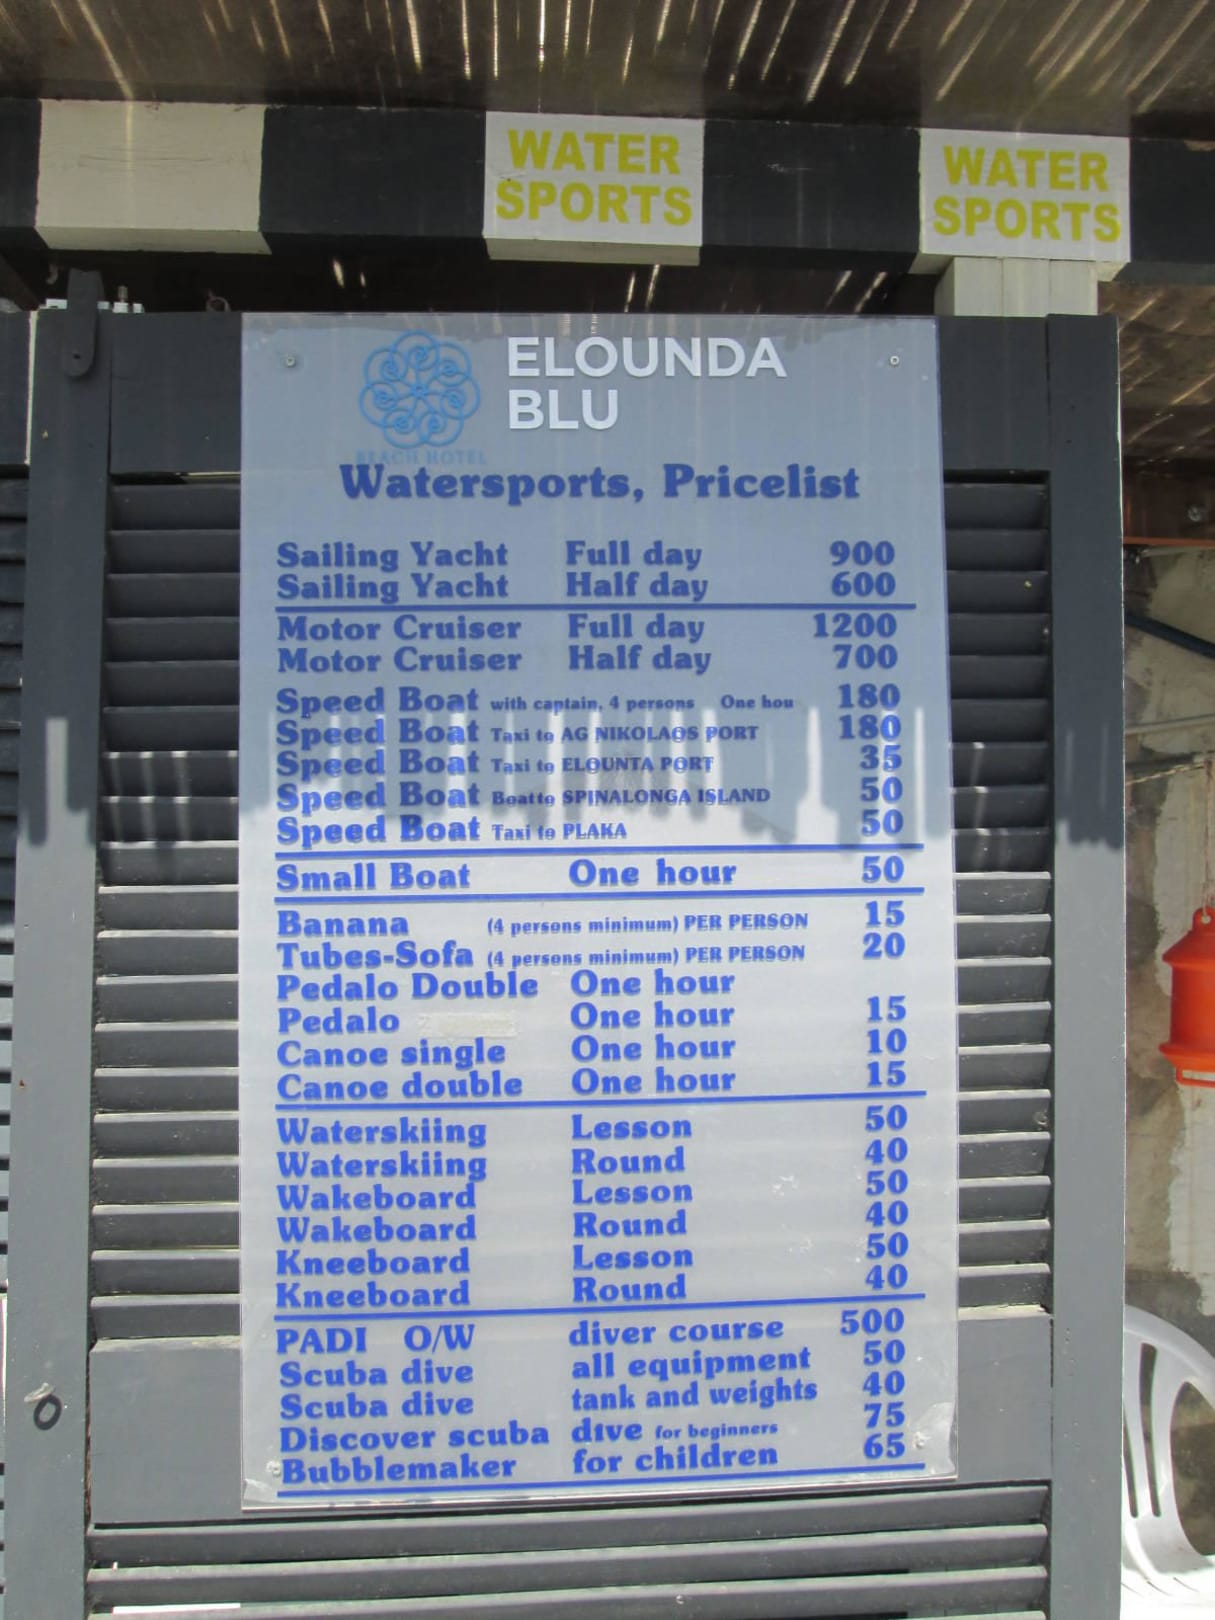 WATER
SPORTS
WATER
SPORTS
ELOUNDA
BLU
BEACH HOTEL
Watersports, Pricelist
Sailing Yacht Full day 900
Sailing Yacht Half day 600
Motor Cruiser Full day 1200
Motor Cruiser Half day 700
Speed Boat with captain, 4 persons One hou 180
Speed Boat Taxi to AG NIKOLAOS PORT 180
Speed Boat Taxi to ELOUNTA PORT 35
Speed Boat Boatto SPINALONGA ISLAND 50
Speed Boat Taxi to PLAKA 50
Small Boat One hour 50
Banana (4 persons minimum) PER PERSON 15
Tubes-Sofa (4 persons minimum) PER PERSON 20
Pedalo Double One hour
Pedalo One hour 15
Canoe single One hour 10
Canoe double One hour 15
Waterskiing Lesson 50
Waterskiing Round 40
Wakeboard Lesson 50
Wakeboard Round 40
Kneeboard Lesson 50
Kneeboard Round 40
PADI O/W diver course 500
Scuba dive all equipment 50
Scuba dive tank and weights 40
Discover scuba dive for beginners 75
Bubblemaker for children 65